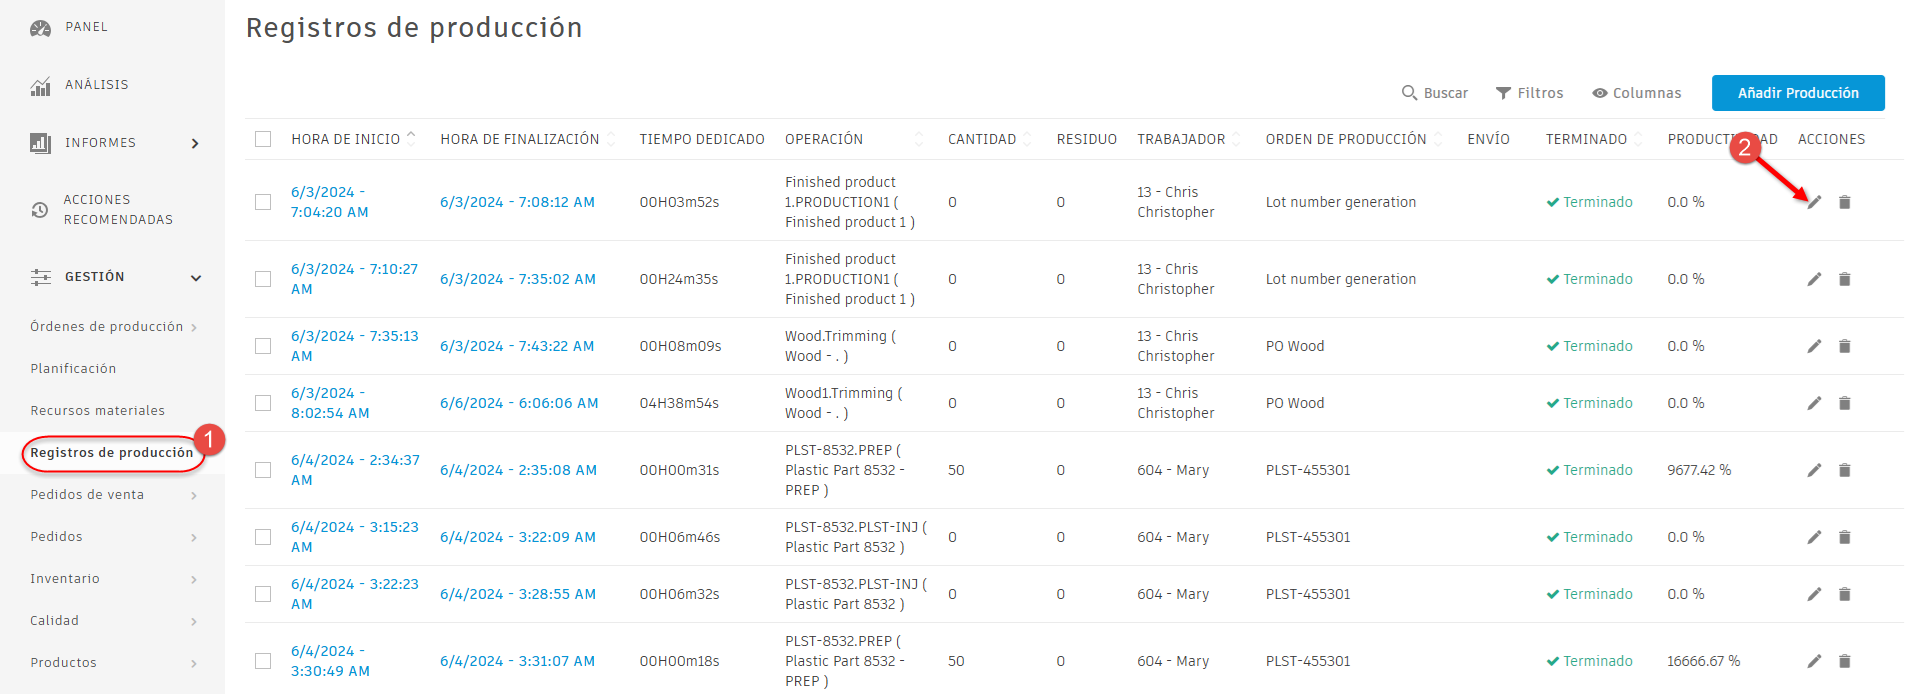 PANEL
ANÁLISIS
INFORMES
ACCIONES
RECOMENDADAS
GESTIÓN
Órdenes de producción
Planificación
Recursos materiales
Registros de producción
1
Pedidos de venta
Pedidos
Inventario
Calidad
Productos
Registros de producción
Buscar Filtros Columnas Añadir Producción
HORA DE INICIO HORA DE FINALIZACIÓN TIEMPO DEDICADO OPERACIÓN CANTIDAD RESIDUO TRABAJADOR ORDEN DE PRODUCCIÓN ENVÍO TERMINADO ACCIONES
2
6/3/2024 -
7:04:20 AM
6/3/2024 - 7:08:12 AM
00H03m52s
Finished product
1.PRODUCTION1 (
Finished product 1 )
0
0
13 - Chris
Christopher
Lot number generation
Terminado
0.0 %
6/3/2024 - 7:10:27
AM
6/3/2024 - 7:35:02 AM
00H24m35s
Finished product
1.PRODUCTION1 (
Finished product 1 )
0
0
13 - Chris
Christopher
Lot number generation
Terminado
0.0 %
6/3/2024 - 7:35:13
AM
6/3/2024 - 7:43:22 AM
00H08m09s
Wood.Trimming (
Wood - . )
0
0
13 - Chris
Christopher
PO Wood
Terminado
0.0 %
6/3/2024 -
8:02:54 AM
6/6/2024 - 6:06:06 AM
04H38m54s
Wood1.Trimming (
Wood - . )
0
0
13 - Chris
Christopher
PO Wood
Terminado
0.0 %
6/4/2024 - 2:34:37
AM
6/4/2024 - 2:35:08 AM
00H00m31s
PLST-8532.PREP (
Plastic Part 8532 -
PREP )
50
0
604 - Mary
PLST-455301
Terminado
9677.42 %
6/4/2024 - 3:15:23
AM
6/4/2024 - 3:22:09 AM
00H06m46s
PLST-8532.PLST-INJ (
Plastic Part 8532 )
0
0
604 - Mary
PLST-455301
Terminado
0.0 %
6/4/2024 - 3:22:23
AM
6/4/2024 - 3:28:55 AM
00H06m32s
PLST-8532.PLST-INJ (
Plastic Part 8532 )
0
0
604 - Mary
PLST-455301
Terminado
0.0 %
6/4/2024 -
3:30:49 AM
6/4/2024 - 3:31:07 AM
00H00m18s
PLST-8532.PREP (
Plastic Part 8532 -
PREP )
50
0
604 - Mary
PLST-455301
Terminado
16666.67 %